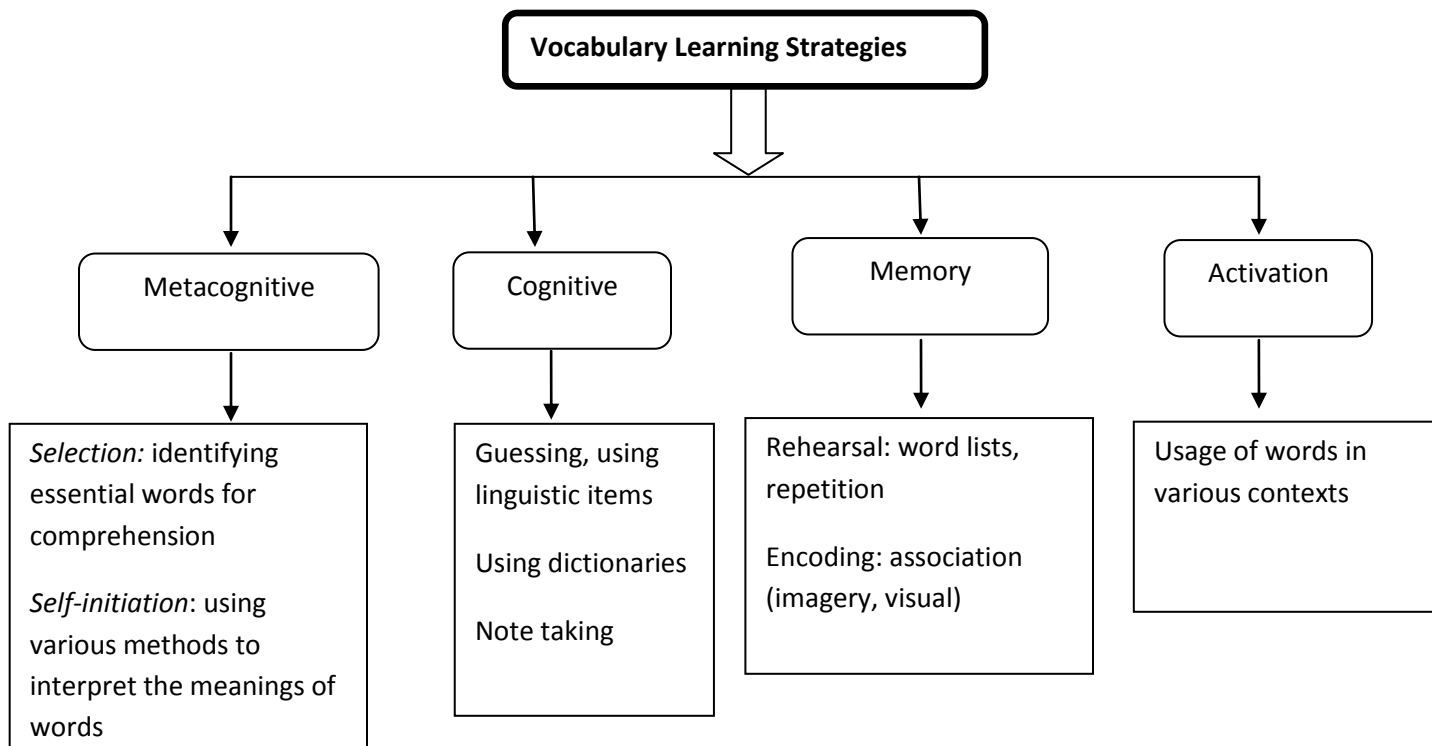 Vocabulary Learning Strategies
Metacognitive
Cognitive
Memory
Activation
Selection: identifying
essential words for
comprehension
Self-initiation: using
various methods to
interpret the meanings of
words
Guessing, using
linguistic items
Using dictionaries
Note taking
Rehearsal: word lists,
repetition
Encoding: association
(imagery, visual)
Usage of words in
various contexts